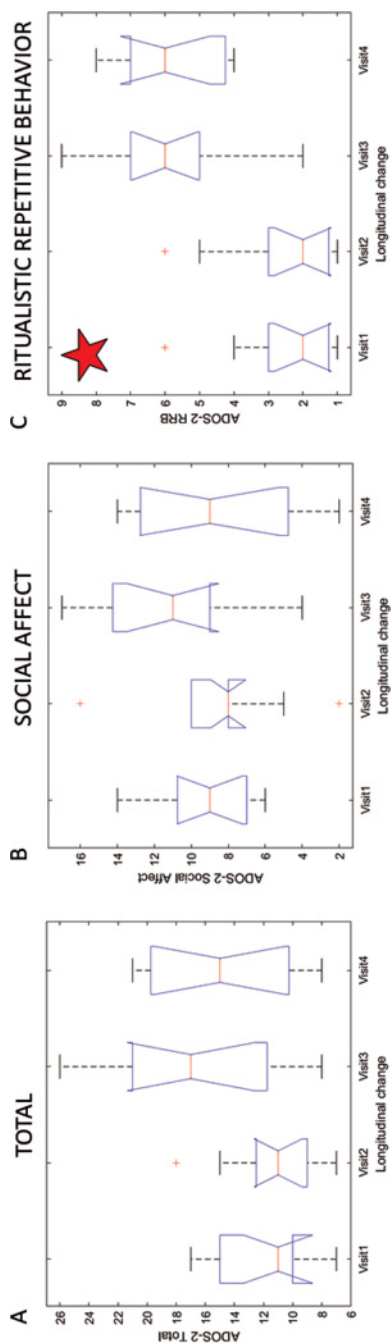 A
TOTAL
ADOS-2 Total
26
24
22
20
18
16
14
12
10
8
6
Visit1
Visit2
Visit3
Visit4
Longitudinal change
B
SOCIAL AFFECT
ADOS-2 Social Affect
16
14
12
10
8
6
4
2
Visit1
Visit2
Visit3
Visit4
Longitudinal change
C
RITUALISTIC REPETITIVE BEHAVIOR
ADOS-2 RRB
9
8
7
6
5
4
3
2
1
Visit1
Visit2
Visit3
Visit4
Longitudinal change